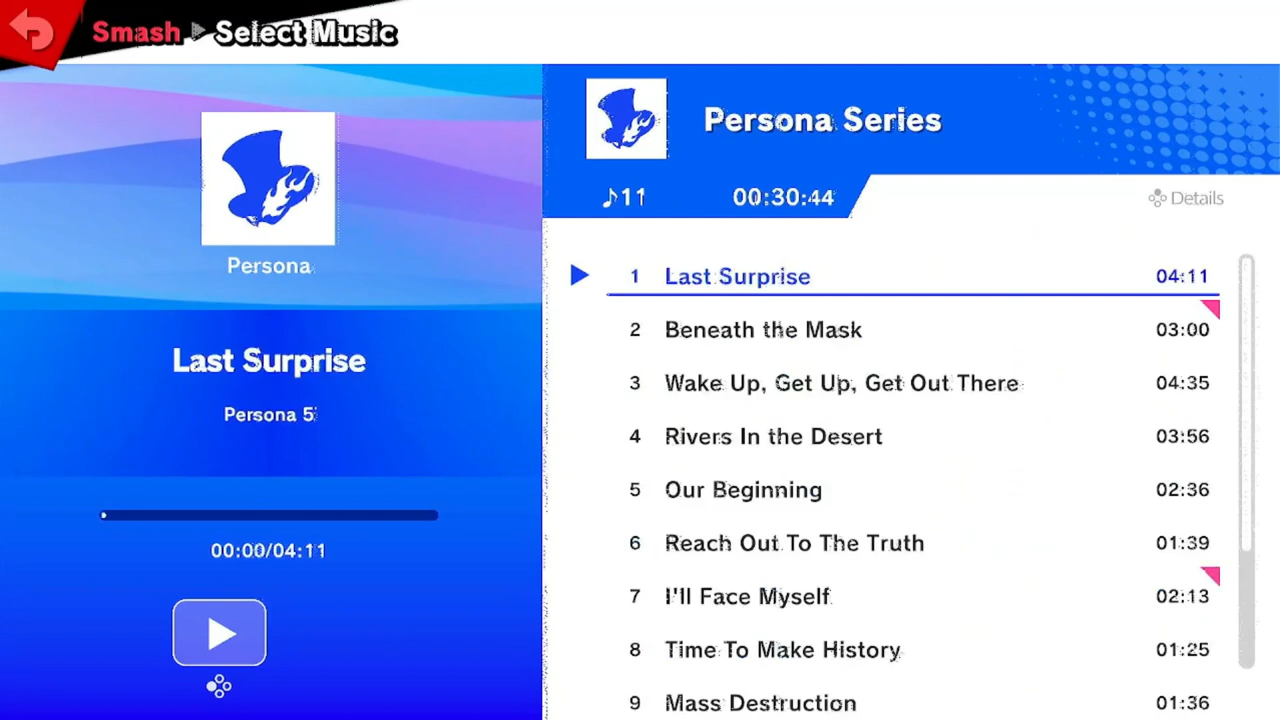 Smash ▶ Select Music
Persona
Last Surprise
Persona 5
00:00/04:11
Persona Series
♪11 00:30:44
Details
1 Last Surprise 04:11
2 Beneath the Mask 03:00
3 Wake Up, Get Up, Get Out There 04:35
4 Rivers In the Desert 03:56
5 Our Beginning 02:36
6 Reach Out To The Truth 01:39
7 I'll Face Myself 02:13
8 Time To Make History 01:25
9 Mass Destruction 01:36